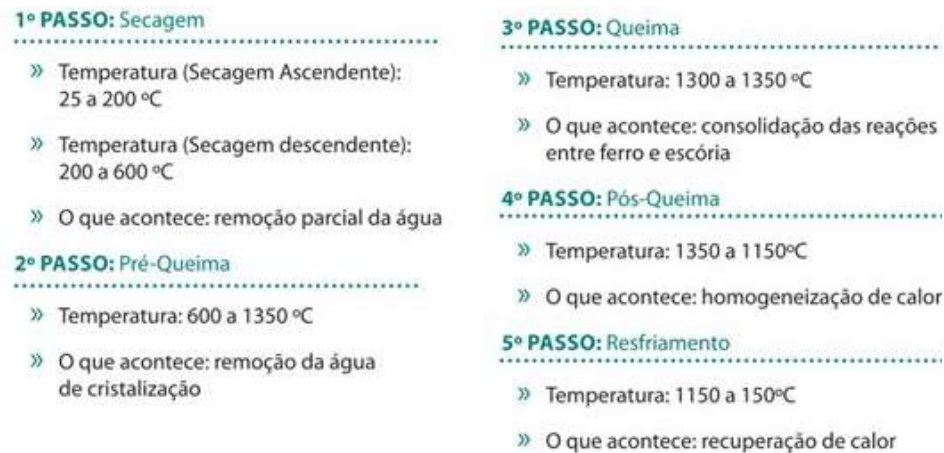 1º PASSO: Secagem
» Temperatura (Secagem Ascendente):
25 a 200 ºC
» Temperatura (Secagem descendente):
200 a 600 ºC
» O que acontece: remoção parcial da água
2º PASSO: Pré-Queima
» Temperatura: 600 a 1350 ºC
» O que acontece: remoção da água
de cristalização
3º PASSO: Queima
» Temperatura: 1300 a 1350 ºC
» O que acontece: consolidação das reações
entre ferro e escória
4º PASSO: Pós-Queima
» Temperatura: 1350 a 1150ºC
» O que acontece: homogeneização de calor
5º PASSO: Resfriamento
» Temperatura: 1150 a 150ºC
» O que acontece: recuperação de calor